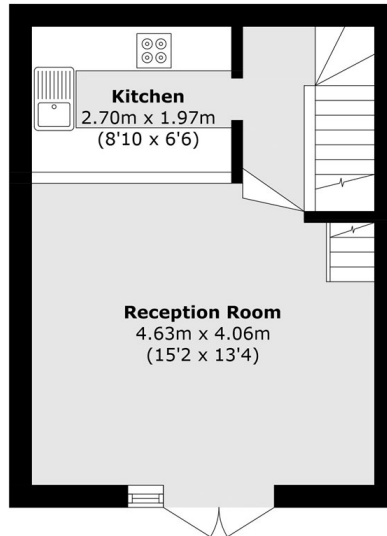 Kitchen
2.70m x 1.97m
(8'10 x 6'6)
Reception Room
4.63m x 4.06m
(15'2 x 13'4)